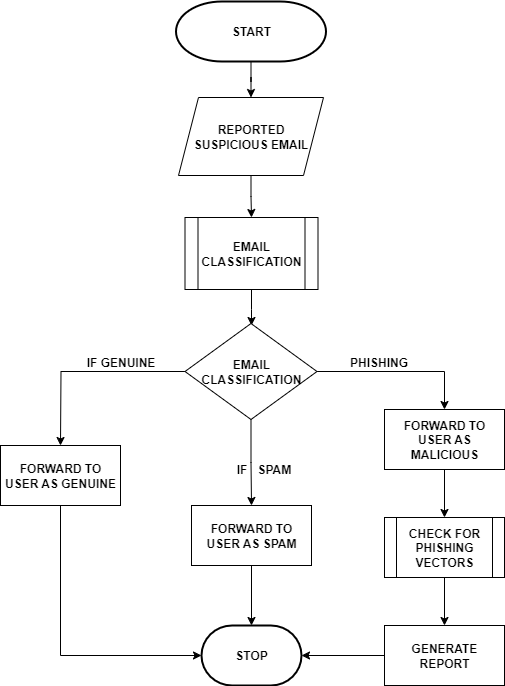 START
REPORTED
SUSPICIOUS EMAIL
EMAIL
CLASSIFICATION
IF GENUINE
EMAIL
CLASSIFICATION
PHISHING
FORWARD TO
USER AS GENUINE
IF SPAM
FORWARD TO
USER AS SPAM
FORWARD TO
USER AS
MALICIOUS
CHECK FOR
PHISHING
VECTORS
GENERATE
REPORT
STOP